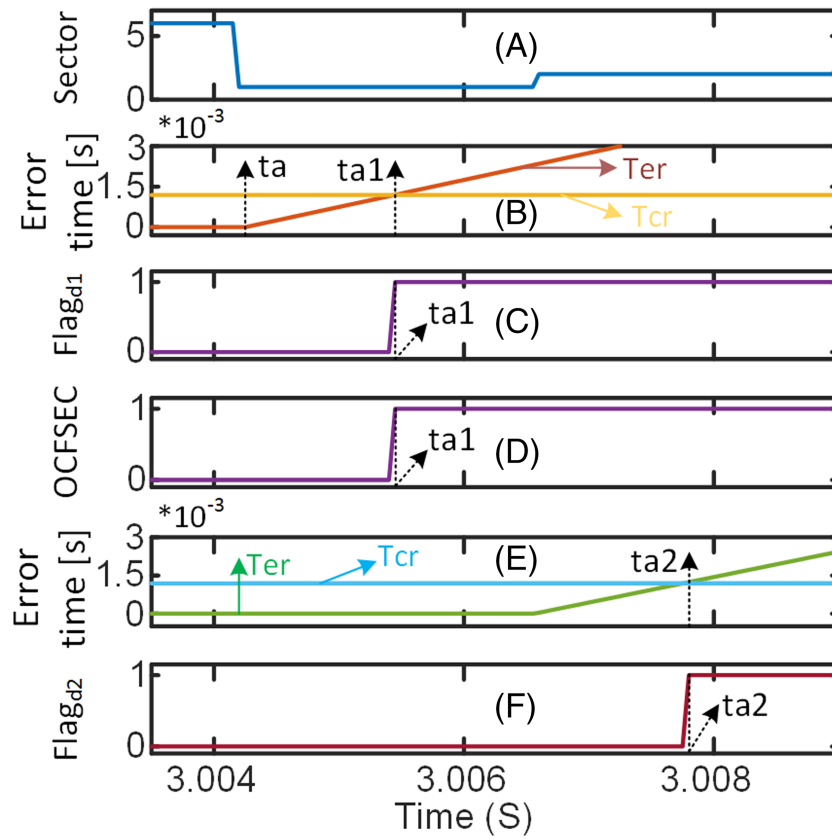 Sector
5
0
(A)
*10⁻³
Error
time [s]
3
1.5
0
ta
ta1
Ter
(B)
Tcr
Flagd1
1
0
ta1
(C)
OCFSEC
1
0
ta1
(D)
*10⁻³
Error
time [s]
3
1.5
0
Ter
Tcr
(E)
ta2
Flagd2
1
0
(F)
ta2
3.004
3.006
3.008
Time (S)